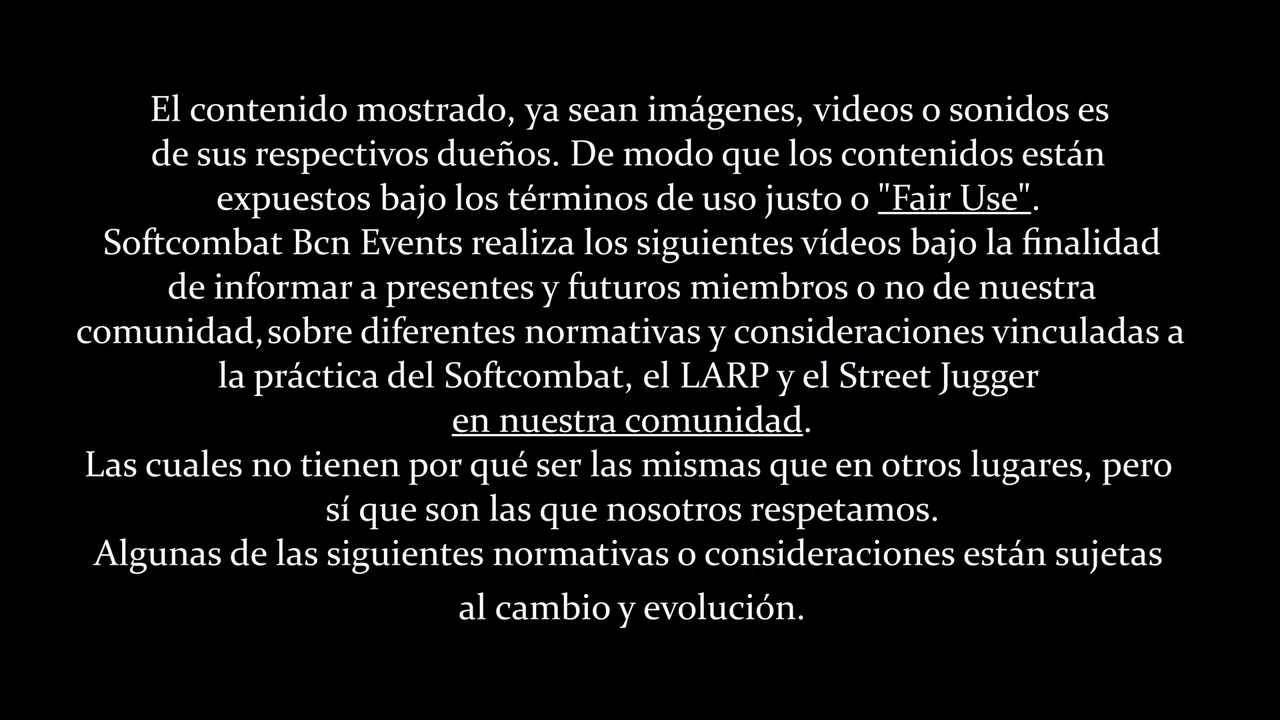 El contenido mostrado, ya sean imágenes, videos o sonidos es
de sus respectivos dueños. De modo que los contenidos están
expuestos bajo los términos de uso justo o "Fair Use".
Softcombat Bcn Events realiza los siguientes vídeos bajo la finalidad
de informar a presentes y futuros miembros o no de nuestra
comunidad, sobre diferentes normativas y consideraciones vinculadas a
la práctica del Softcombat, el LARP y el Street Jugger
en nuestra comunidad.
Las cuales no tienen por qué ser las mismas que en otros lugares, pero
sí que son las que nosotros respetamos.
Algunas de las siguientes normativas o consideraciones están sujetas
al cambio y evolución.